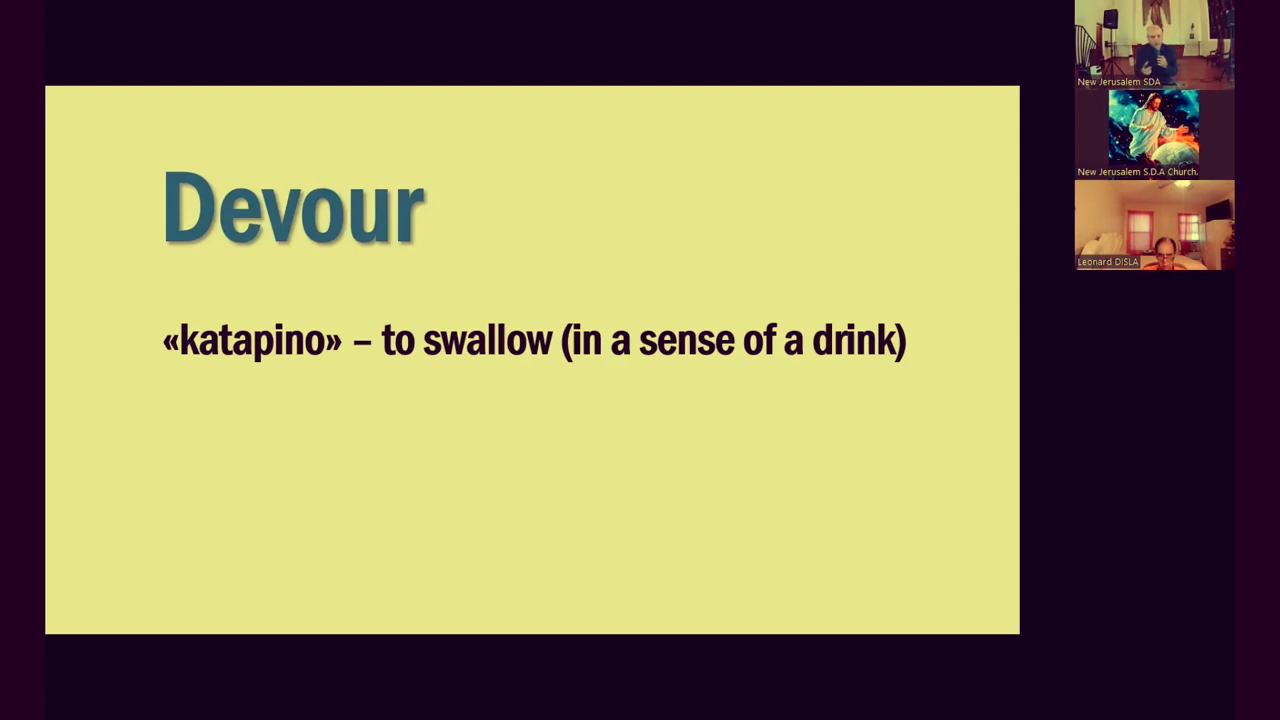 Devour
«katapino» – to swallow (in a sense of a drink)
New Jerusalem SDA
New Jerusalem S.D.A Church.
Leonard DISLA